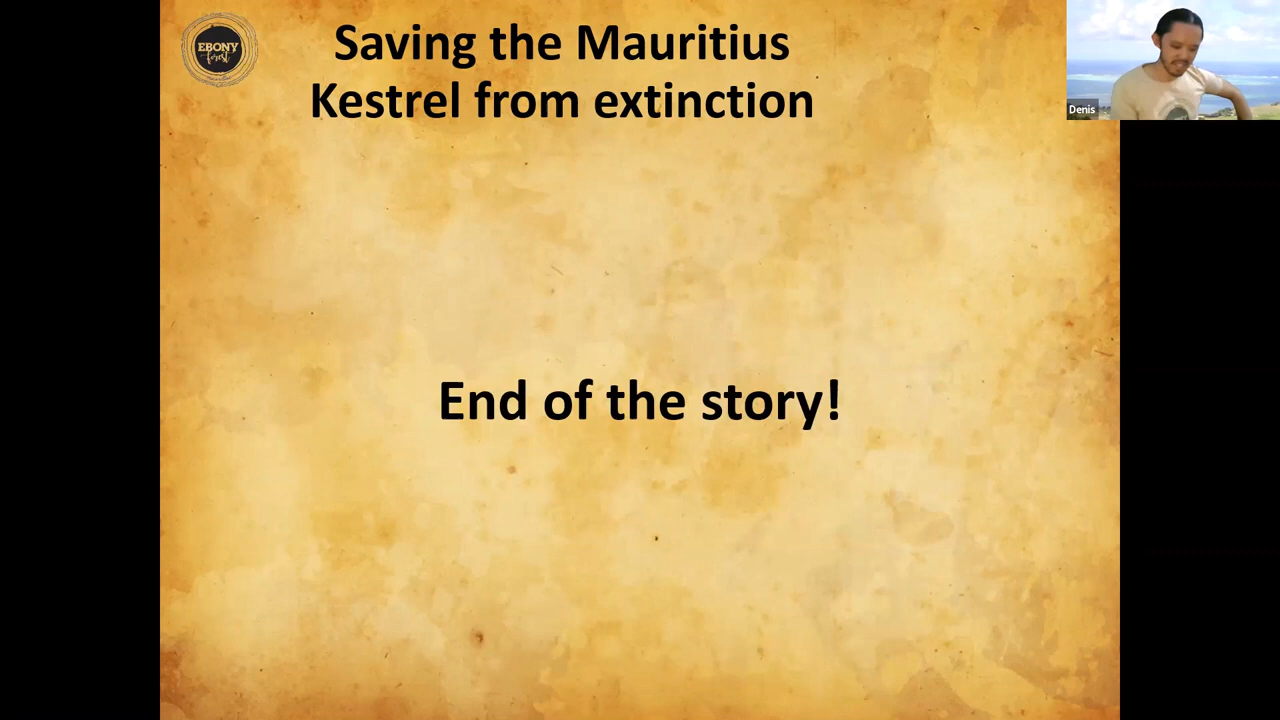 EBONY
forest
Saving the Mauritius
Kestrel from extinction
Denis
End of the story!